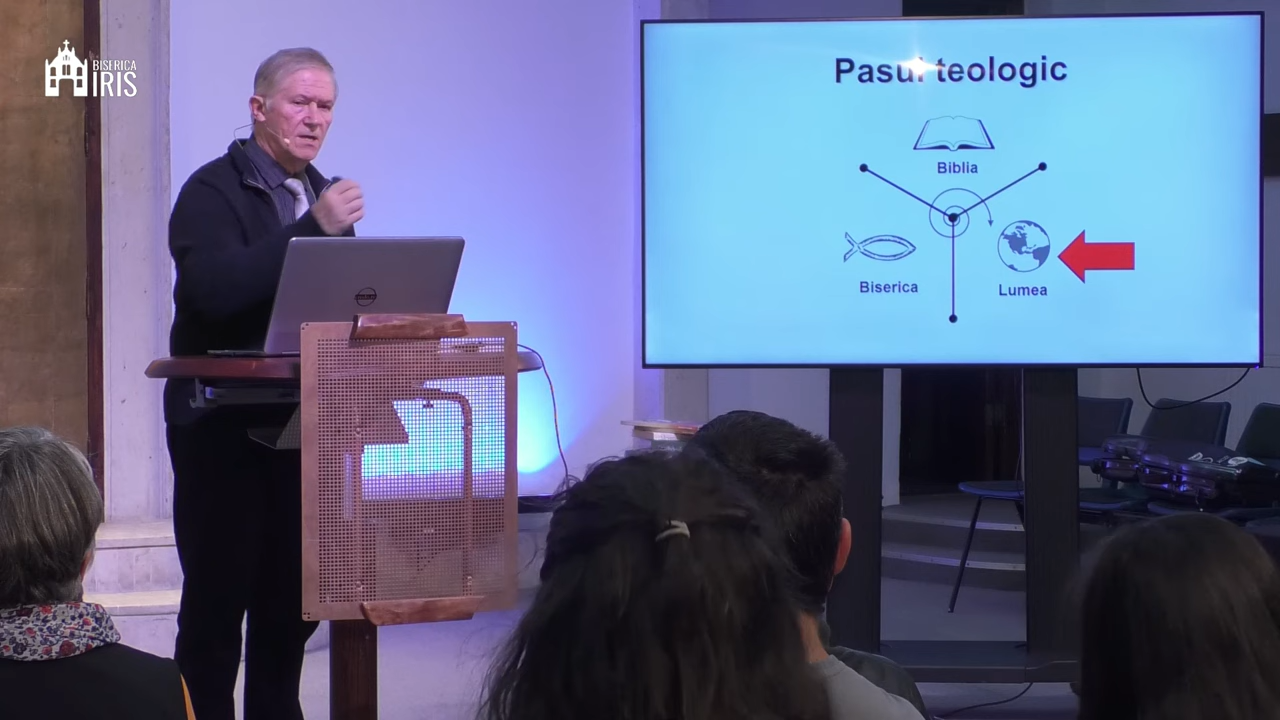 BISERICA
IRIS
Pasul teologic
Biblia
Biserica
Lumea